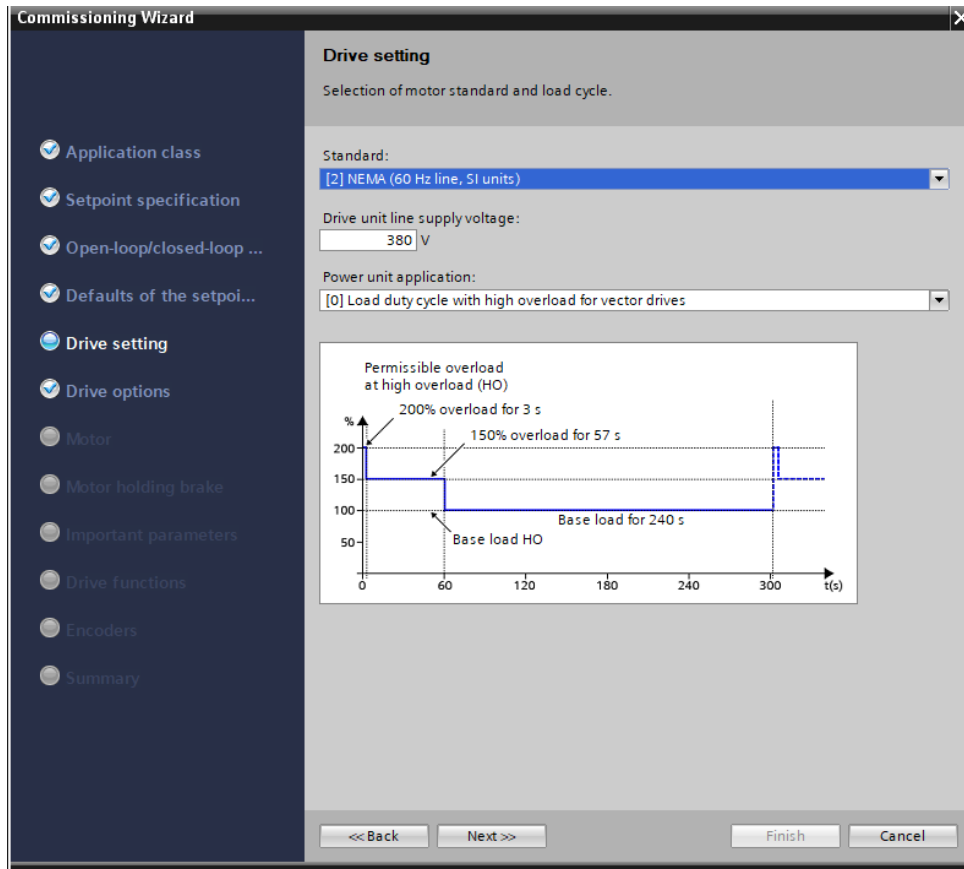 Commissioning Wizard
Drive setting
Selection of motor standard and load cycle.
Application class
Setpoint specification
Open-loop/closed-loop ...
Defaults of the setpoi...
Drive setting
Drive options
Motor
Motor holding brake
Important parameters
Drive functions
Encoders
Summary
Standard:
[2] NEMA (60 Hz line, SI units)
Drive unit line supply voltage:
380 V
Power unit application:
[0] Load duty cycle with high overload for vector drives
Permissible overload
at high overload (HO)
200% overload for 3 s
150% overload for 57 s
%
200
150
100
50
Base load for 240 s
Base load HO
0 60 120 180 240 300 t(s)
<< Back Next >> Finish Cancel